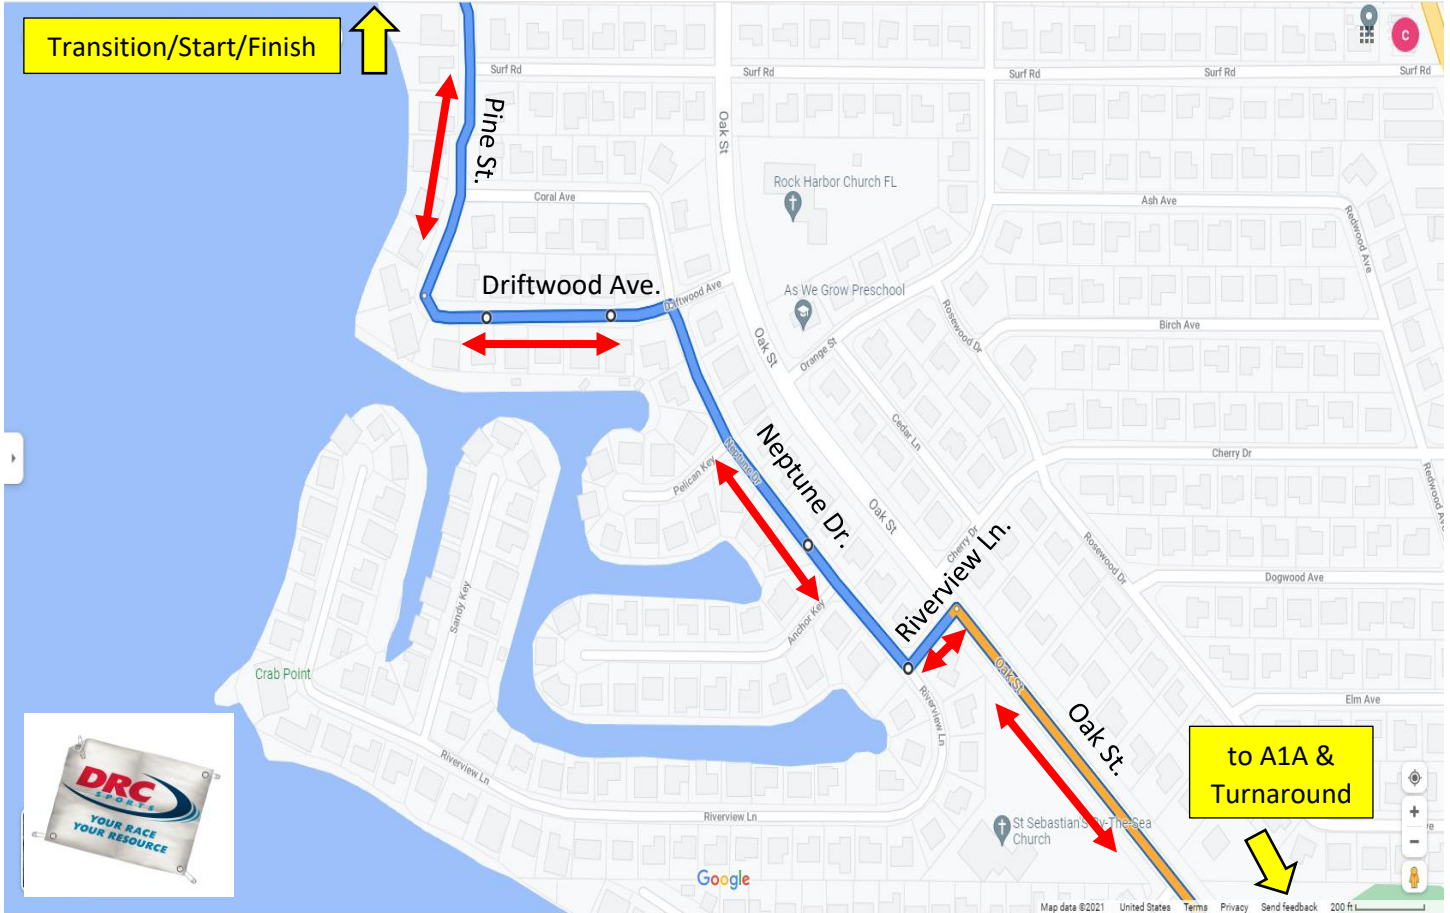 Transition/Start/Finish
C
Surf Rd
Surf Rd
Surf Rd
Surf Rd
Surf Rd
Pine St.
Oak St
Rock Harbor Church FL
Coral Ave
Ash Ave
Redwood Ave
Driftwood Ave.
Driftwood Ave
As We Grow Preschool
Rosewood Dr
Birch Ave
Oak St
Orange St
Cedar Ln
Neptune Dr.
Neptune Dr
Pelican Key
Cherry Dr
Redwood Ave
Oak St
Cherry Dr
Riverview Ln.
Rosewood Dr
Dogwood Ave
Sandy Key
Anchor Key
Crab Point
Oak St
Riverview Ln
Elm Ave
Oak St.
to A1A &
Turnaround
Riverview Ln
Riverview Ln
St Sebastian's By-The-Sea
Church
DRC
SPORTS
YOUR RACE
YOUR RESOURCE
Google
Map data ©2021 United States Terms Privacy Send feedback 200 ft